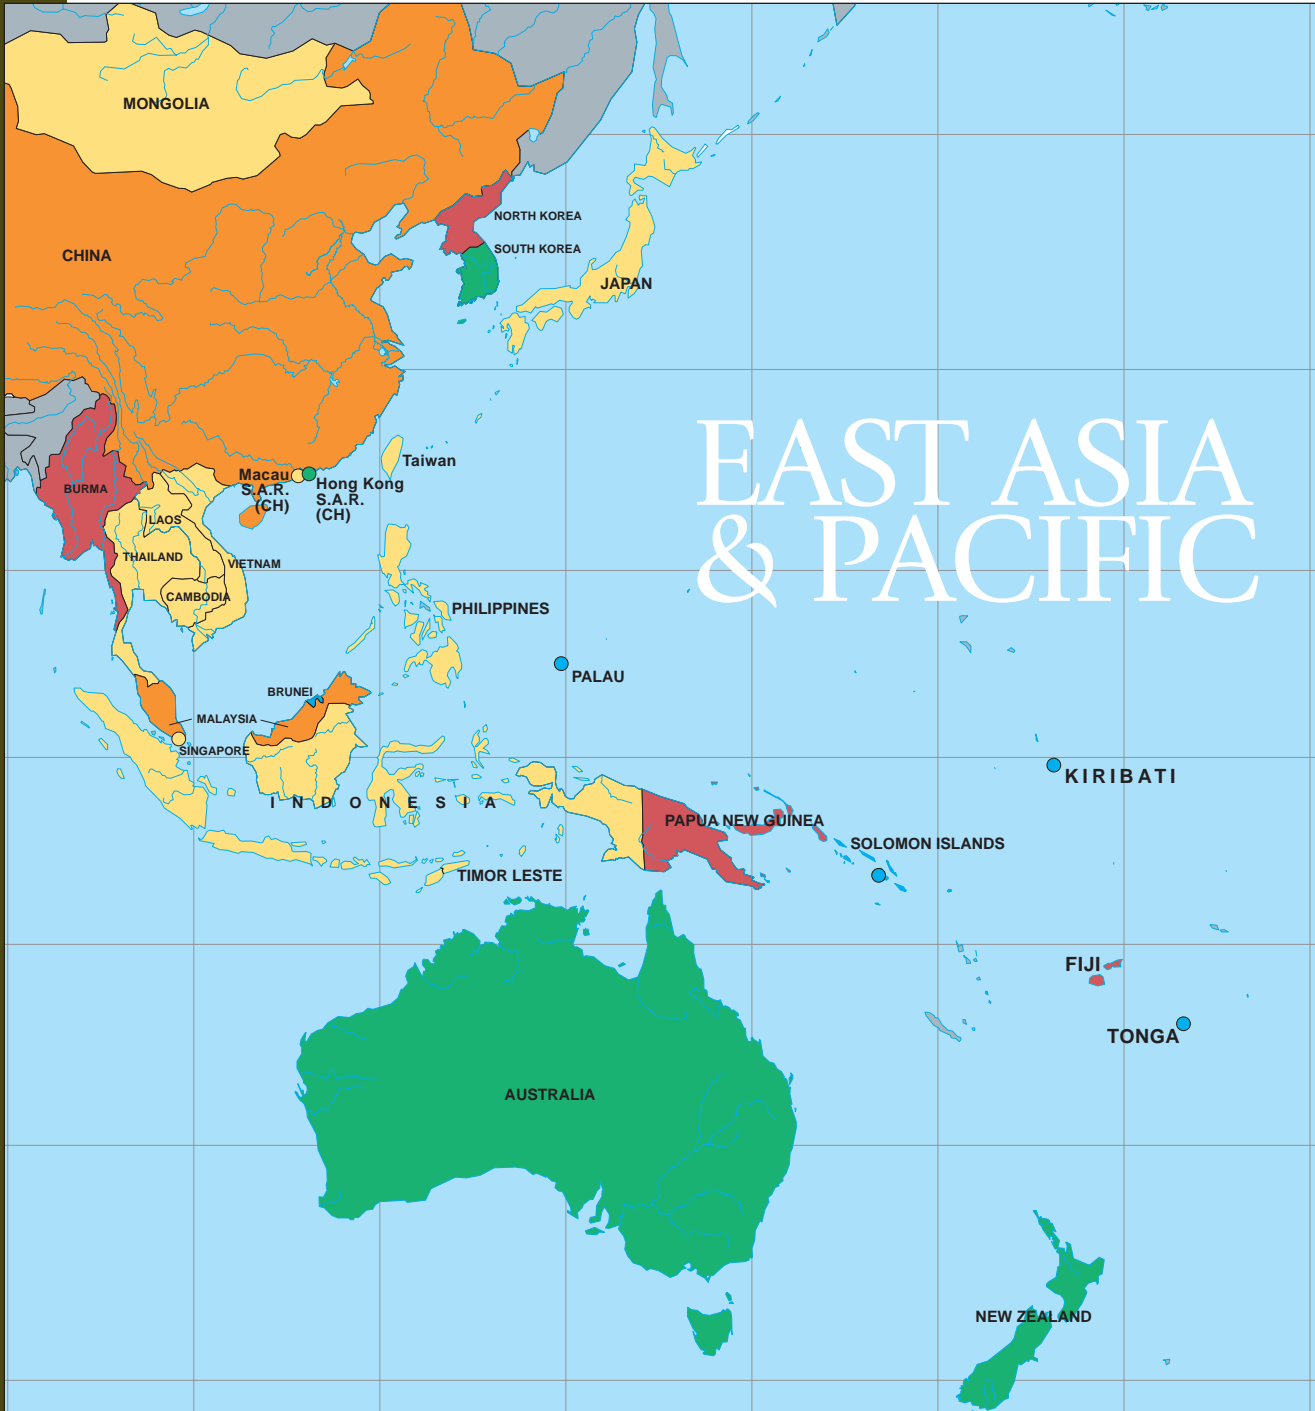 MONGOLIA
NORTH KOREA
CHINA
SOUTH KOREA
JAPAN
EAST ASIA
& PACIFIC
Taiwan
Macau
S.A.R.
(CH)
Hong Kong
S.A.R.
(CH)
BURMA
LAOS
THAILAND
VIETNAM
CAMBODIA
PHILIPPINES
PALAU
BRUNEI
MALAYSIA
SINGAPORE
KIRIBATI
INDONESIA
PAPUA NEW GUINEA
SOLOMON ISLANDS
TIMOR LESTE
FIJI
TONGA
AUSTRALIA
NEW ZEALAND